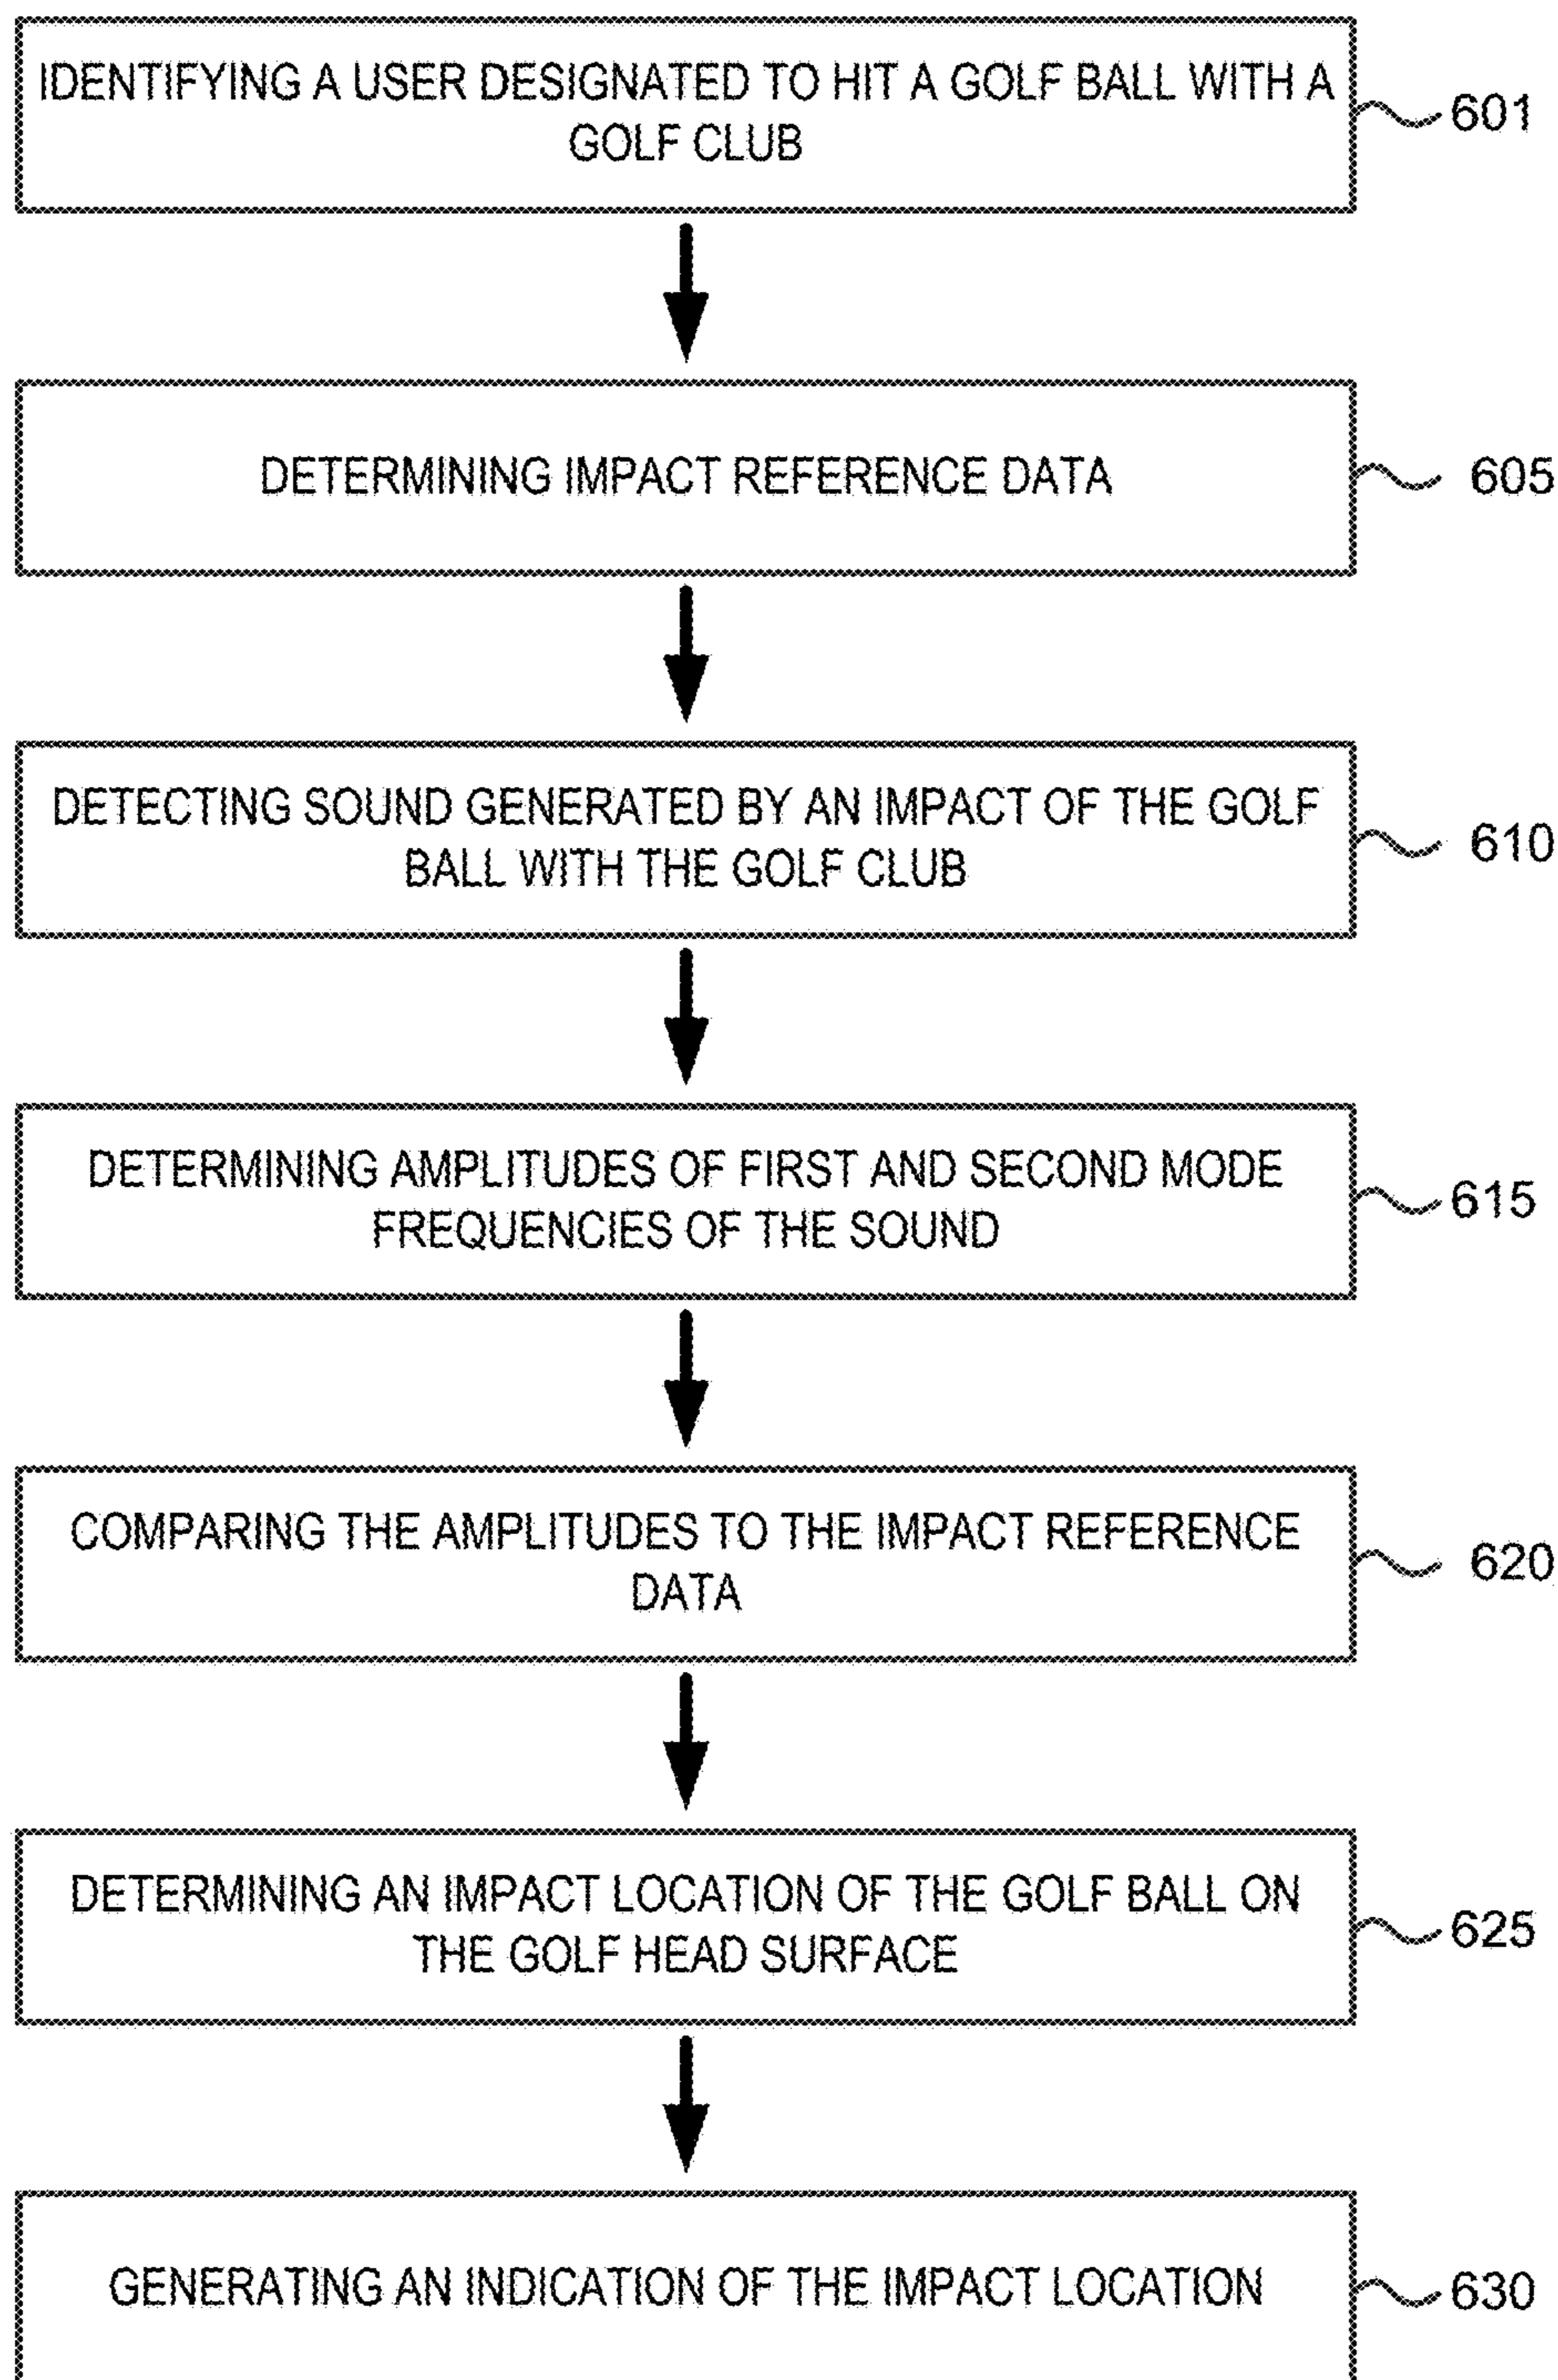 IDENTIFYING A USER DESIGNATED TO HIT A GOLF BALL WITH A
GOLF CLUB
601
DETERMINING IMPACT REFERENCE DATA
605
DETECTING SOUND GENERATED BY AN IMPACT OF THE GOLF
BALL WITH THE GOLF CLUB
610
DETERMINING AMPLITUDES OF FIRST AND SECOND MODE
FREQUENCIES OF THE SOUND
615
COMPARING THE AMPLITUDES TO THE IMPACT REFERENCE
DATA
620
DETERMINING AN IMPACT LOCATION OF THE GOLF BALL ON
THE GOLF HEAD SURFACE
625
GENERATING AN INDICATION OF THE IMPACT LOCATION
630